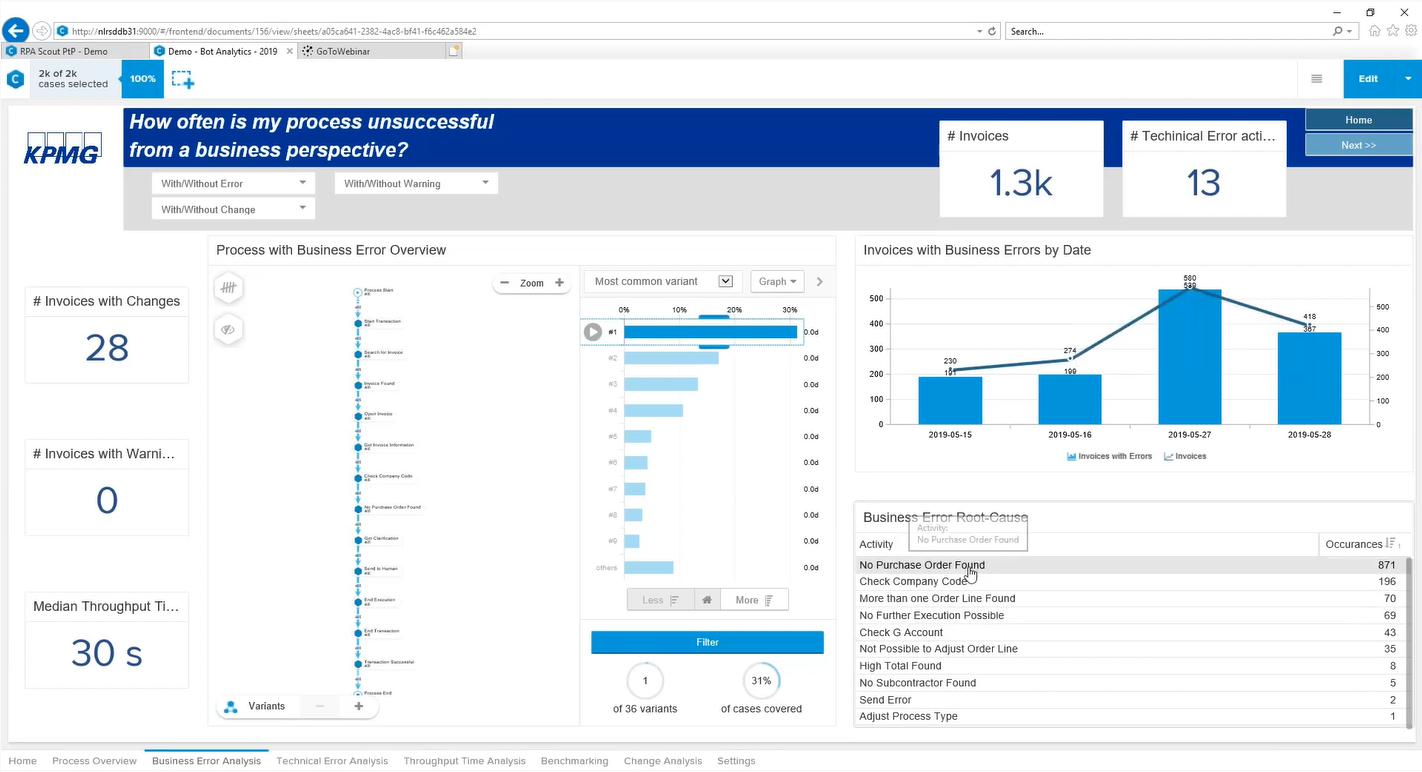 http://nlrsddb31:9000/#/frontend/documents/156/view/sheets/a05ca641-2382-4ac8-bf41-f6c462a584e2
Search...
RPA Scout PtP - Demo
Demo - Bot Analytics - 2019
GoToWebinar
2k of 2k
cases selected
100%
Edit
KPMG
How often is my process unsuccessful
from a business perspective?
# Invoices
1.3k
# Techinical Error acti...
13
Home
Next >>
With/Without Error
With/Without Warning
With/Without Change
# Invoices with Changes
28
# Invoices with Warnin...
0
Median Throughput Ti...
30 s
Process with Business Error Overview
Zoom
Process Start
Start Transaction
Search for Invoice
Invoice Found
Open Invoice
Get Invoice Information
Check Company Code
No Purchase Order Found
Get Clarification
Send to Human
End Execution
End Transaction
Transaction Successful
Process End
Variants
Most common variant
Graph
0% 10% 20% 30%
#1 0.0d
#2 0.0d
#3 0.0d
#4 0.0d
#5 0.0d
#6 0.0d
#7 0.0d
#8 0.0d
#9 0.0d
others 0.0d
Less
More
Filter
1
of 36 variants
31%
of cases covered
Invoices with Business Errors by Date
500
400
300
200
100
0
230
191
274
199
580
539
418
367
500
400
300
200
100
0
2019-05-15 2019-05-16 2019-05-27 2019-05-28
Invoices with Errors Invoices
Business Error Root-Cause
Activity:
No Purchase Order Found
Activity Occurances
No Purchase Order Found 871
Check Company Code 196
More than one Order Line Found 70
No Further Execution Possible 69
Check G Account 43
Not Possible to Adjust Order Line 35
High Total Found 8
No Subcontractor Found 5
Send Error 2
Adjust Process Type 1
Home Process Overview Business Error Analysis Technical Error Analysis Throughput Time Analysis Benchmarking Change Analysis Settings